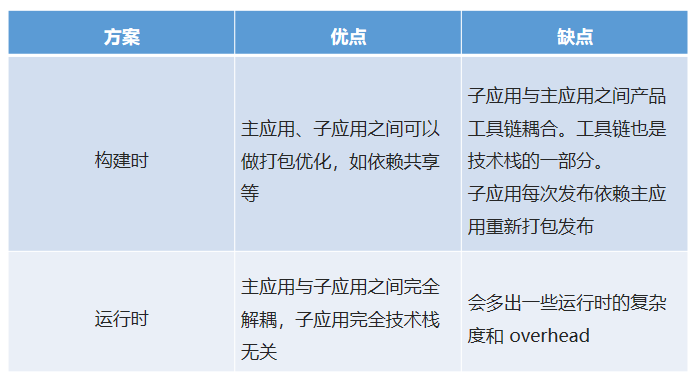 方案
优点
缺点
构建时
主应用、子应用之间可以
做打包优化，如依赖共享
等
子应用与主应用之间产品
工具链耦合。工具链也是
技术栈的一部分。
子应用每次发布依赖主应
用重新打包发布
运行时
主应用与子应用之间完全
解耦，子应用完全技术栈
无关
会多出一些运行时的复杂
度和 overhead